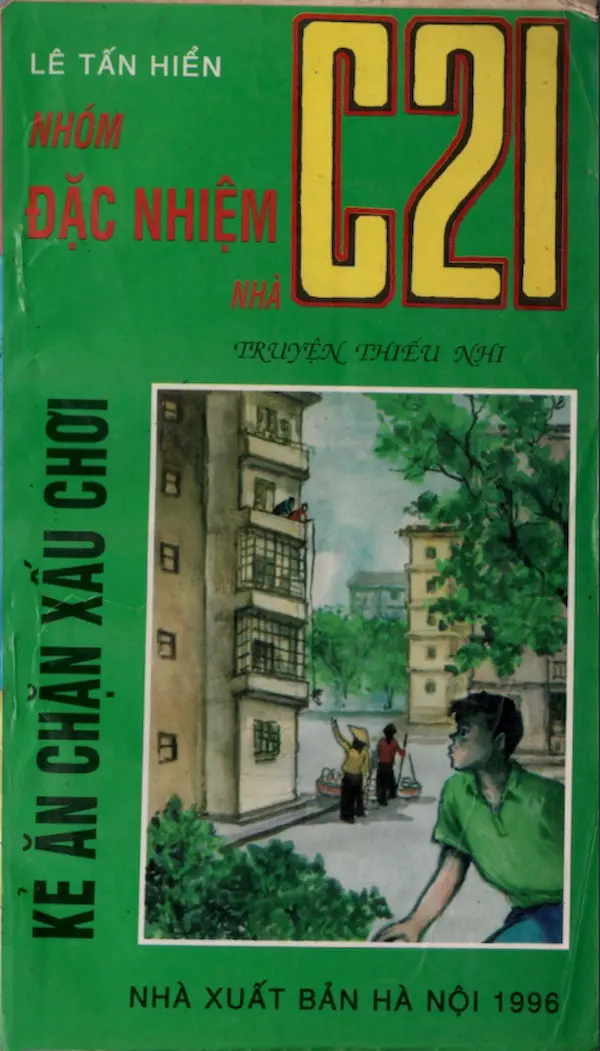 LÊ TẤN HIỂN
NHÓM
ĐẶC NHIỆM
NHÀ
C21
TRUYỆN THIẾU NHI
KẺ ĂN CHẶN XẤU CHƠI
NHÀ XUẤT BẢN HÀ NỘI 1996